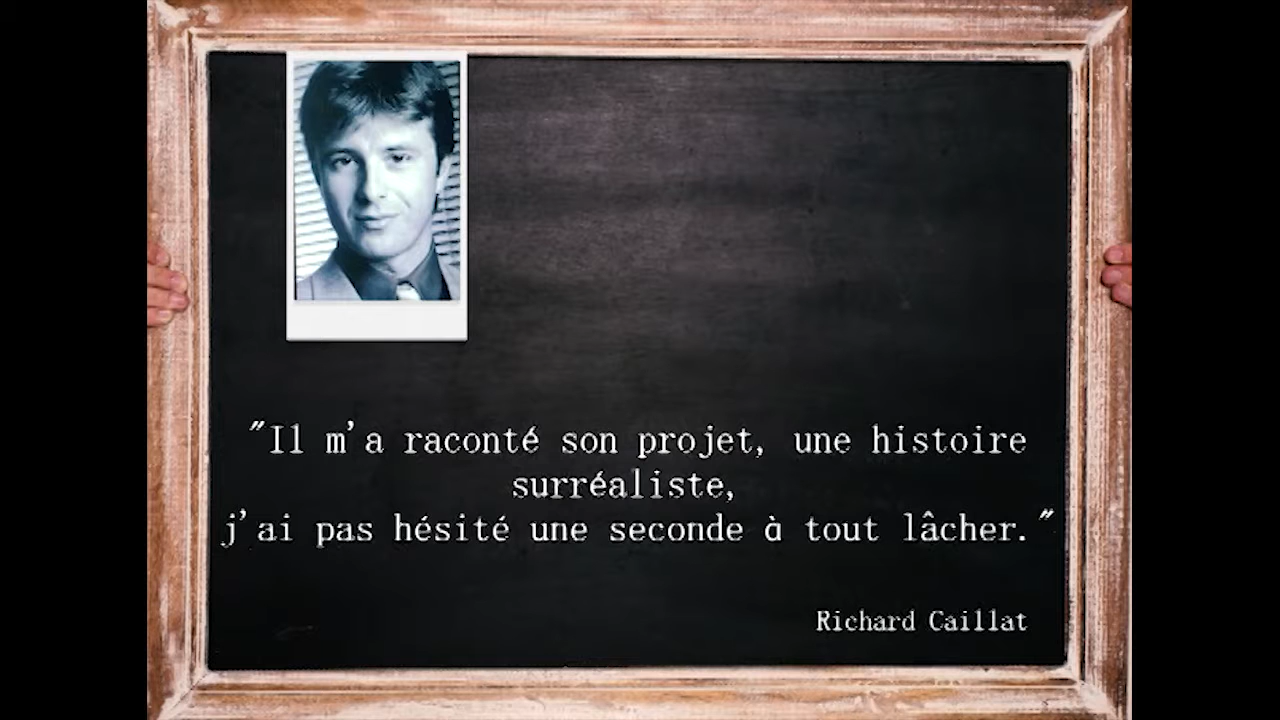 "Il m'a raconté son projet, une histoire
surréaliste,
j'ai pas hésité une seconde à tout lâcher."
Richard Caillat